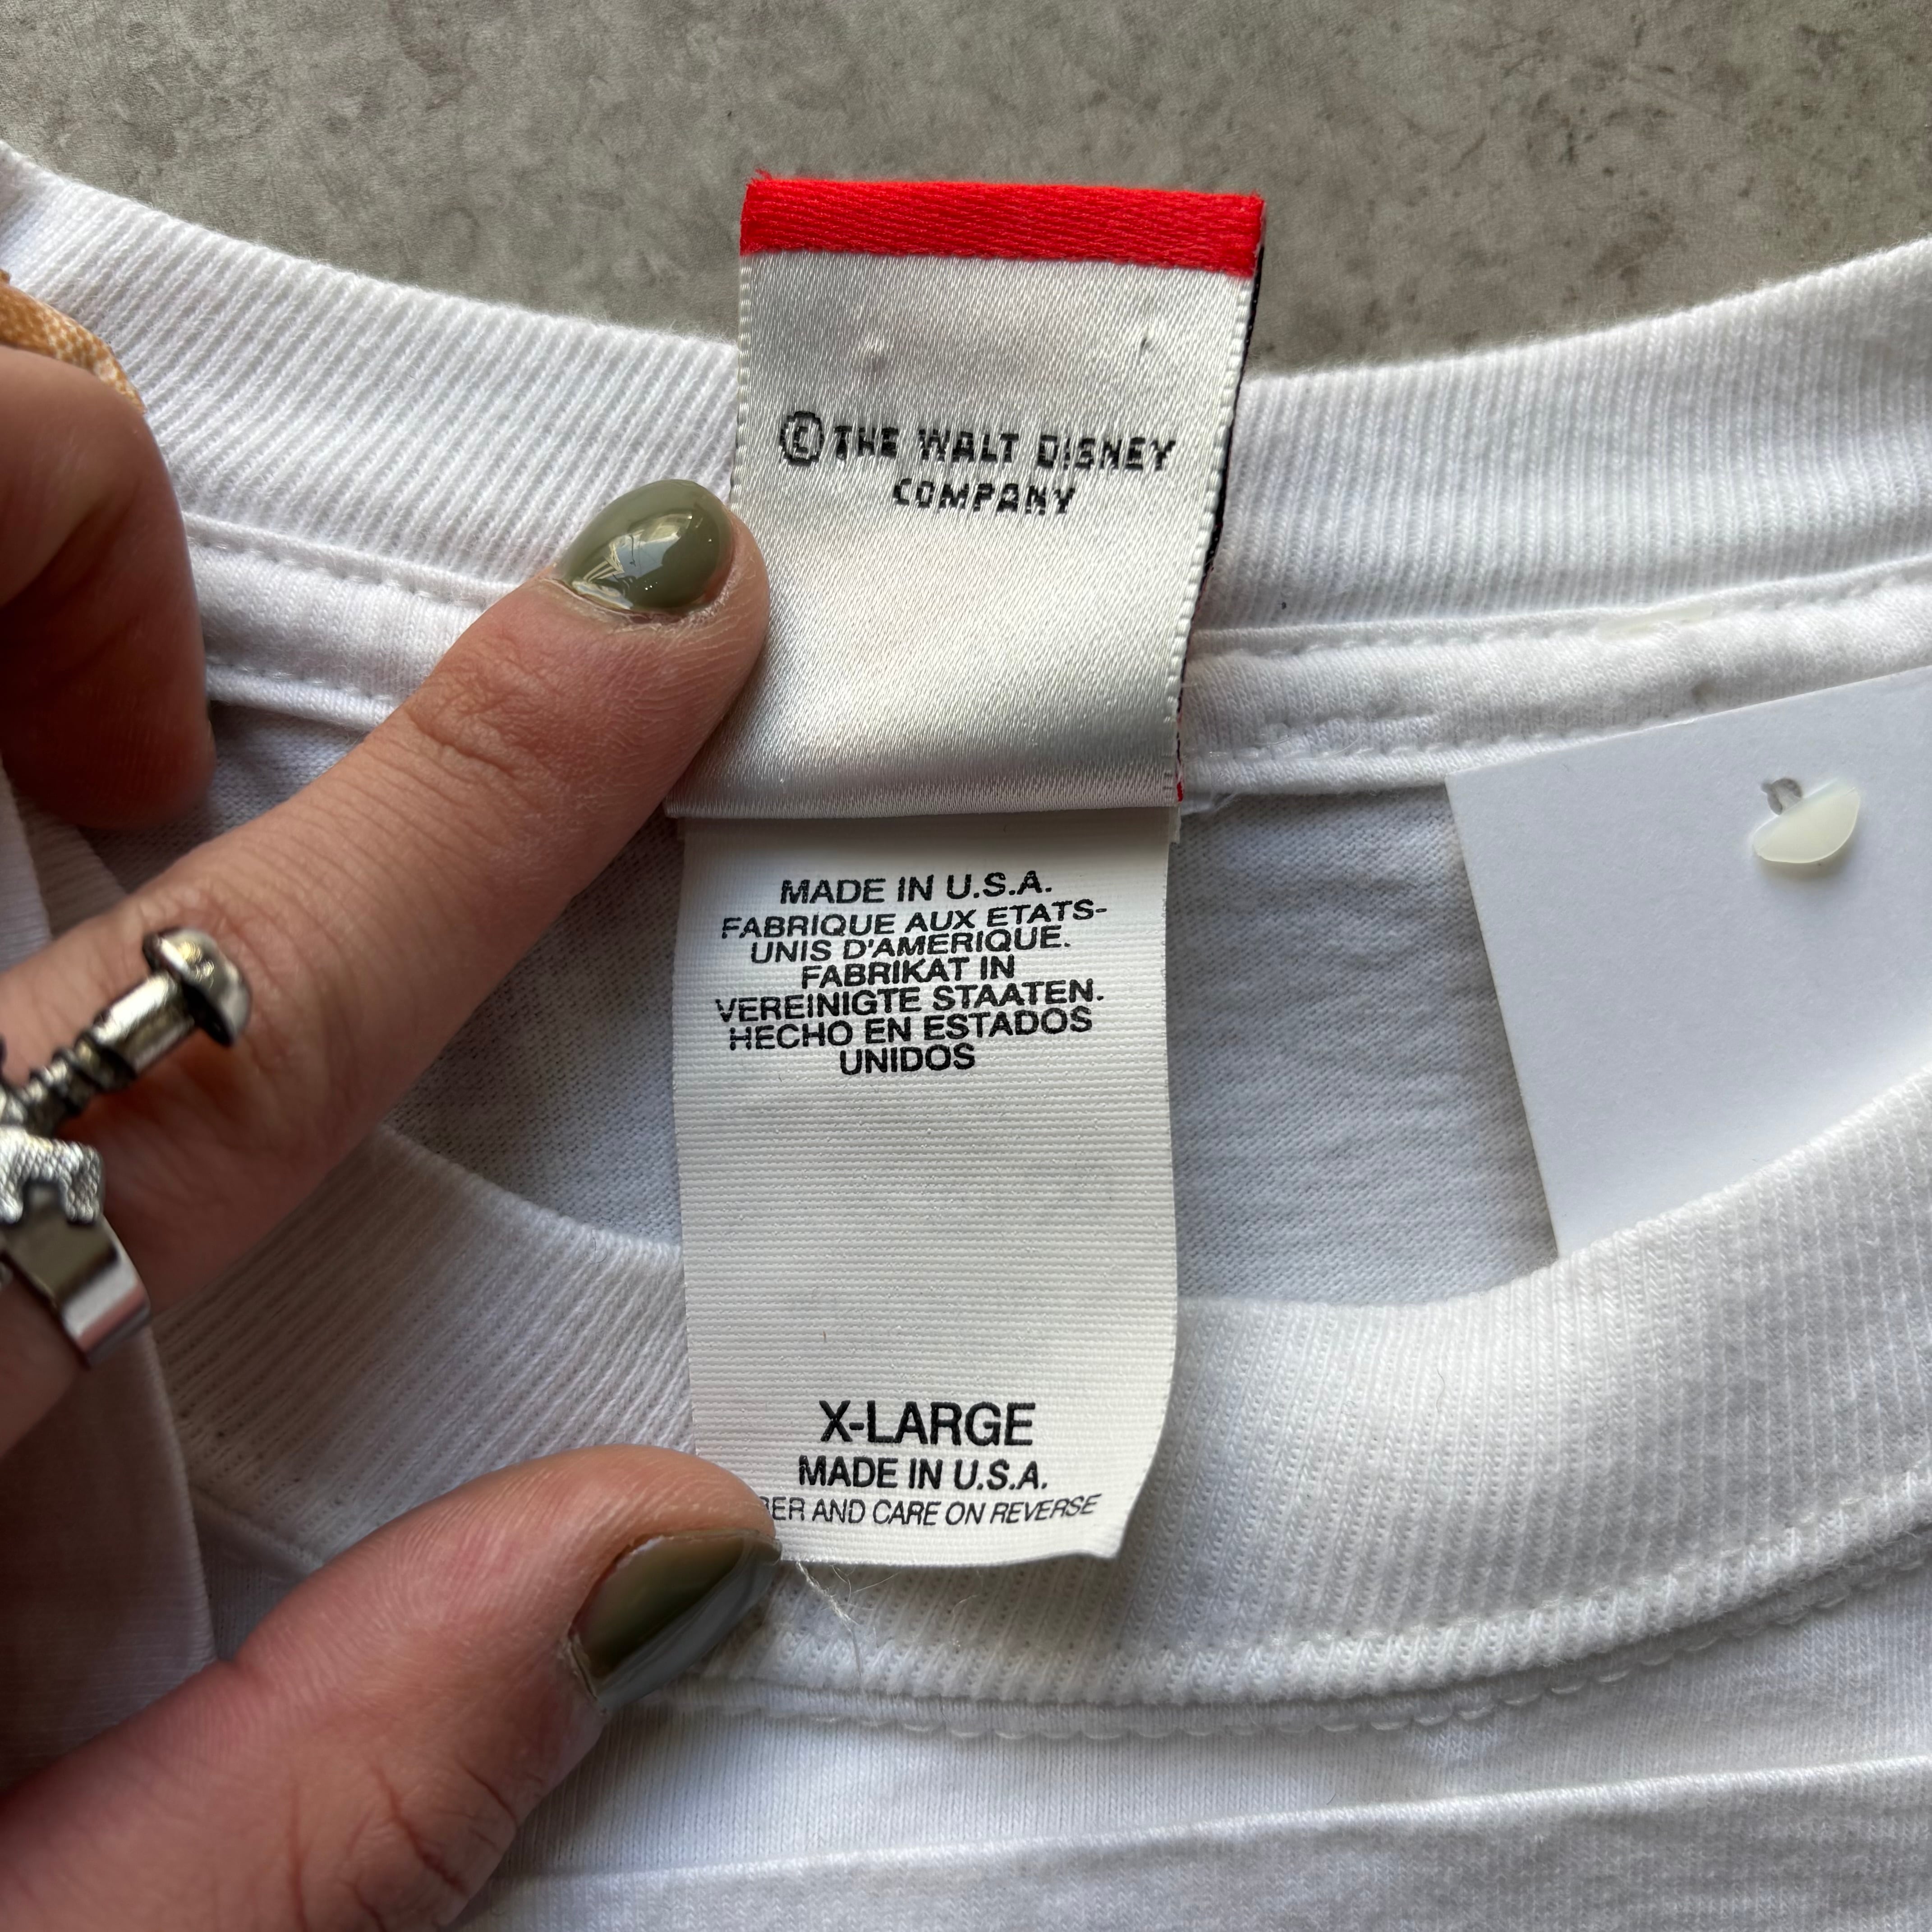 © THE WALT DISNEY
COMPANY
MADE IN U.S.A.
FABRIQUE AUX ETATS-
UNIS D'AMERIQUE.
FABRIKAT IN
VEREINIGTE STAATEN.
HECHO EN ESTADOS
UNIDOS
X-LARGE
MADE IN U.S.A.
AND CARE ON REVERSE